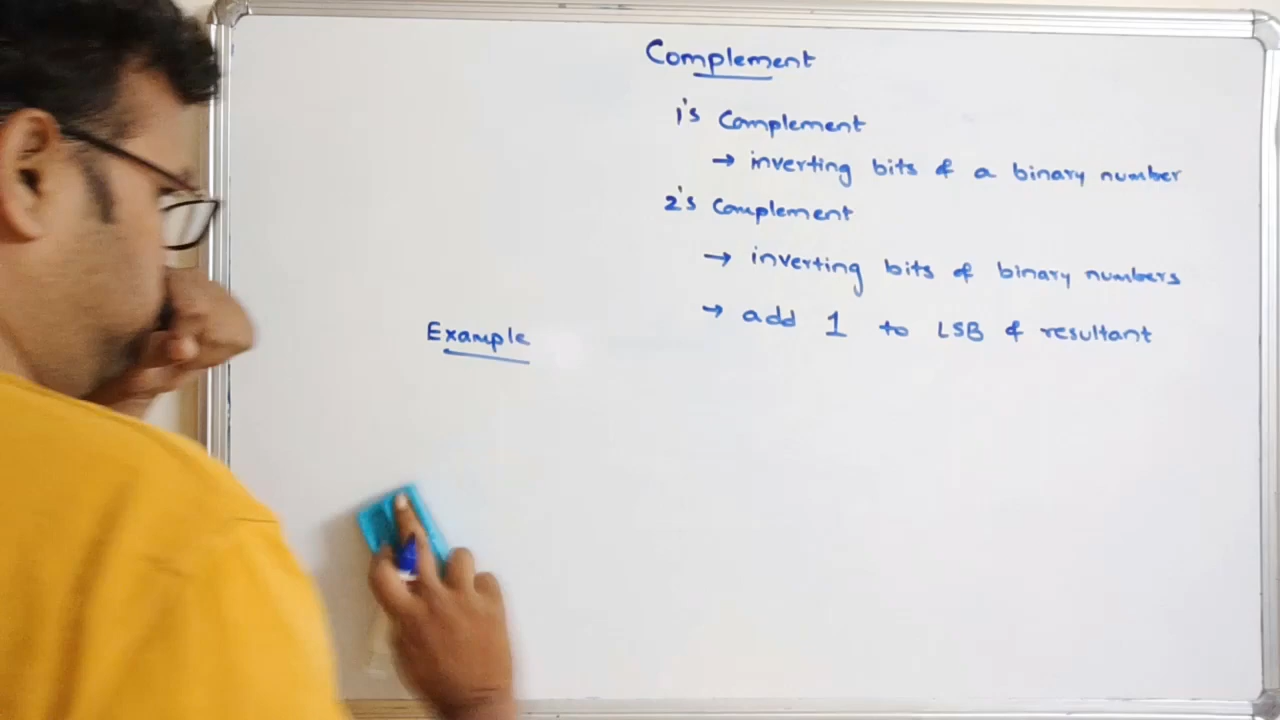 Complement
1's Complement
→ inverting bits of a binary number
2's Complement
→ inverting bits of binary numbers
→ add 1 to LSB of resultant
Example